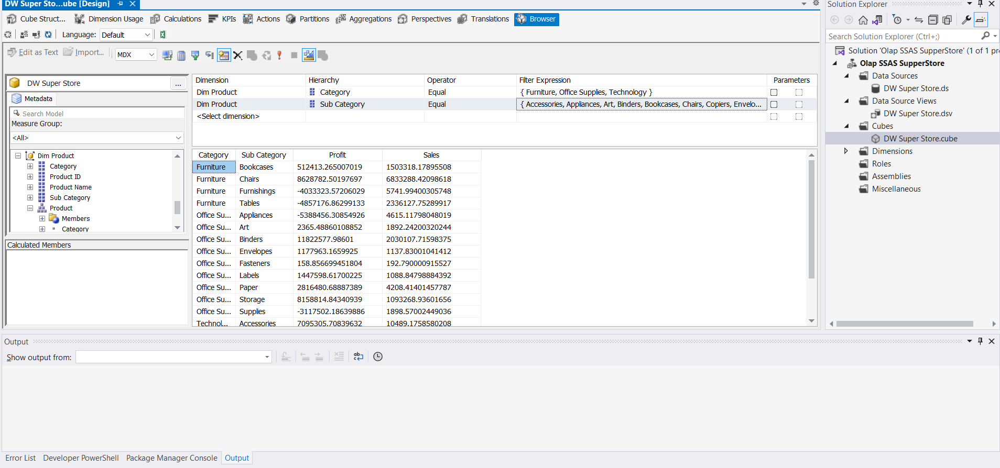 DW Super Sto...ube [Design]
Cube Struct... Dimension Usage Calculations KPIs Actions Partitions Aggregations Perspectives Translations Browser
Language: Default
Edit as Text Import... MDX
DW Super Store ...
Metadata
Search Model
Measure Group:
<All>
Dim Product
Category
Product ID
Product Name
Sub Category
Product
Members
Category
Calculated Members
Dimension Hierarchy Operator Filter Expression Parameters
Dim Product Category Equal { Furniture, Office Supplies, Technology }
Dim Product Sub Category Equal { Accessories, Appliances, Art, Binders, Bookcases, Chairs, Copiers, Envelo...
<Select dimension>
Category Sub Category Profit Sales
Furniture Bookcases 512413.265007019 1503318.17895508
Furniture Chairs 8628782.50197697 6833288.42098618
Furniture Furnishings -4033323.57206029 5741.99400305748
Furniture Tables -4857176.86299133 2336127.75289917
Office Su... Appliances -5388456.30854926 4615.11798048019
Office Su... Art 2365.48860108852 1892.24200320244
Office Su... Binders 11822577.98601 2030107.71598375
Office Su... Envelopes 1177963.1659925 1137.83001041412
Office Su... Fasteners 158.856699451804 192.790000915527
Office Su... Labels 1447598.61700225 1088.84798884392
Office Su... Paper 2816480.68887389 4208.41401457787
Office Su... Storage 8158814.84340939 1093268.93601656
Office Su... Supplies -3117502.18639886 1898.57002449036
Technol... Accessories 7095305.70839632 10489.1758580208
Solution Explorer
Search Solution Explorer (Ctrl+;)
Solution 'Olap SSAS SupperStore' (1 of 1 pr
Olap SSAS SupperStore
Data Sources
DW Super Store.ds
Data Source Views
DW Super Store.dsv
Cubes
DW Super Store.cube
Dimensions
Roles
Assemblies
Miscellaneous
Output
Show output from:
Error List Developer PowerShell Package Manager Console Output